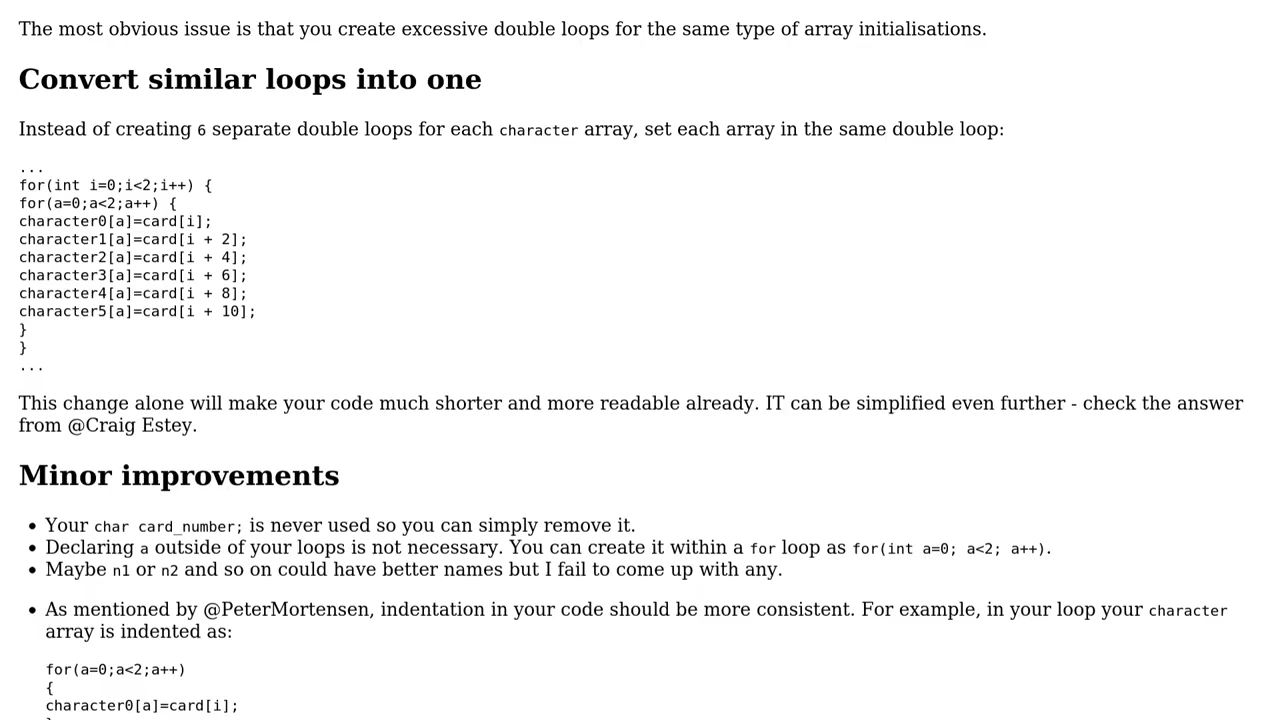 The most obvious issue is that you create excessive double loops for the same type of array initialisations.
Convert similar loops into one
Instead of creating 6 separate double loops for each character array, set each array in the same double loop:
...
for(int i=0;i<2;i++) {
for(a=0;a<2;a++) {
character0[a]=card[i];
character1[a]=card[i + 2];
character2[a]=card[i + 4];
character3[a]=card[i + 6];
character4[a]=card[i + 8];
character5[a]=card[i + 10];
}
}
...
This change alone will make your code much shorter and more readable already. IT can be simplified even further - check the answer
from @Craig Estey.
Minor improvements
• Your char card_number; is never used so you can simply remove it.
• Declaring a outside of your loops is not necessary. You can create it within a for loop as for(int a=0; a<2; a++).
• Maybe n1 or n2 and so on could have better names but I fail to come up with any.
• As mentioned by @PeterMortensen, indentation in your code should be more consistent. For example, in your loop your character
array is indented as:
for(a=0;a<2;a++)
{
character0[a]=card[i];